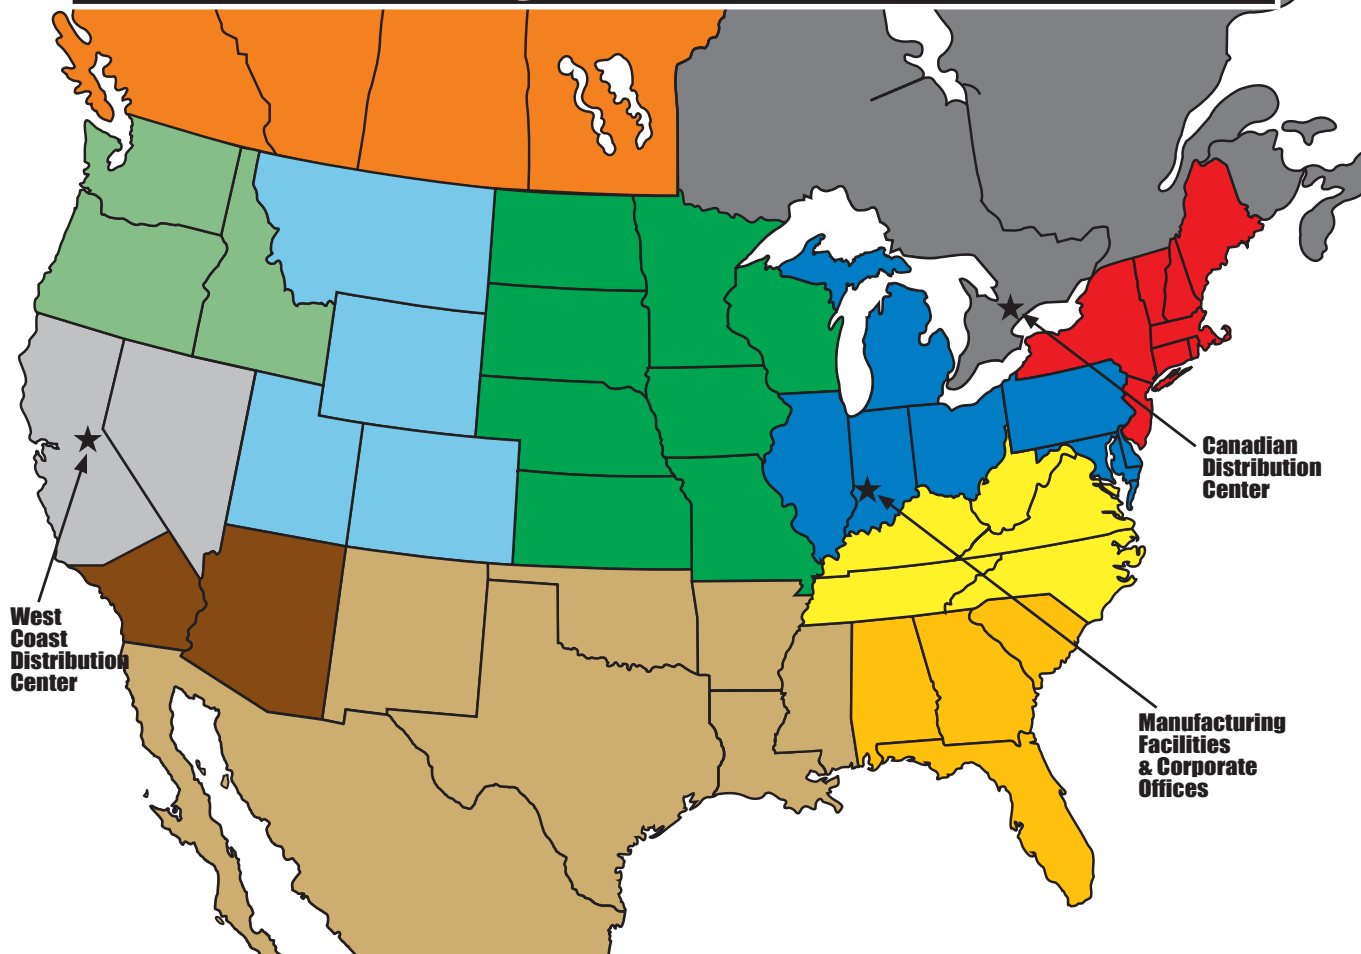 Canadian
Distribution
Center
West
Coast
Distribution
Center
Manufacturing
Facilities
& Corporate
Offices